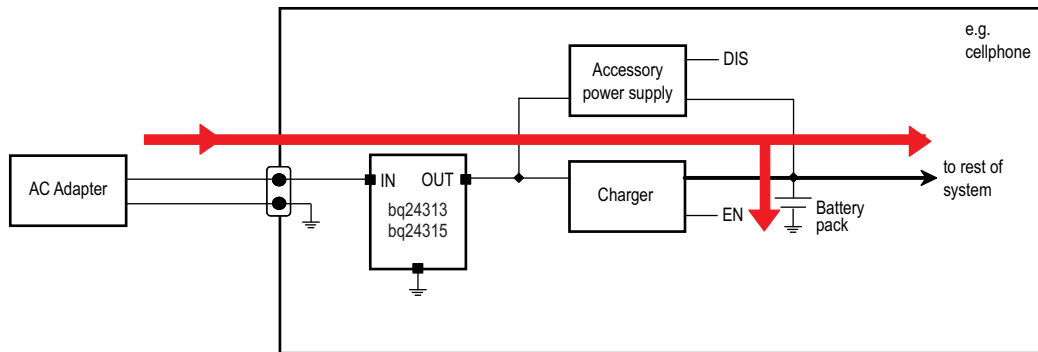 e.g.
cellphone
Accessory
power supply
DIS
AC Adapter
IN
OUT
bq24313
bq24315
Charger
EN
to rest of
system
Battery
pack